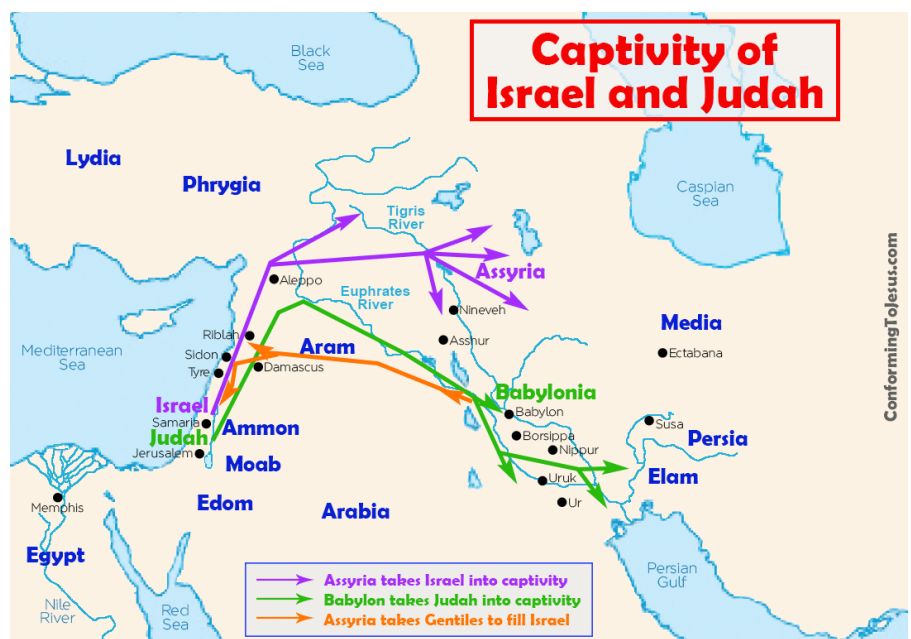 Captivity of
Israel and Judah
Black
Sea
Lydia
Phrygia
Caspian
Sea
Tigris
River
Assyria
Aleppo
Euphrates
River
Nineveh
Riblah
Asshur
Media
Mediterranean
Sea
Sidon
Aram
Ectabana
Tyre
Damascus
Babylonia
Israel
Babylon
Samaria
Ammon
Susa
Judah
Borsippa
Persia
Jerusalem
Nippur
Moab
Elam
Uruk
Memphis
Edom
Arabia
Ur
Egypt
Persian
Gulf
Nile
River
Red
Sea
Assyria takes Israel into captivity
Babylon takes Judah into captivity
Assyria takes Gentiles to fill Israel
ConformingToJesus.com